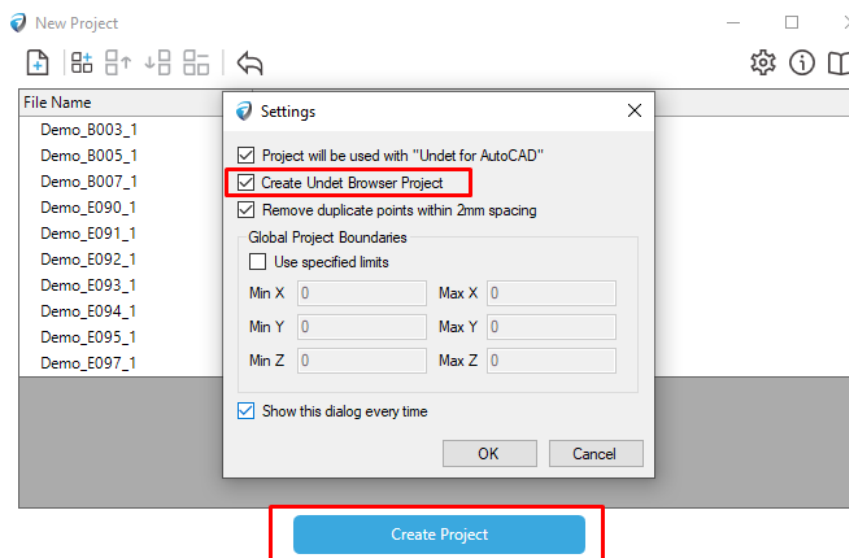 New Project
File Name
Demo_B003_1
Demo_B005_1
Demo_B007_1
Demo_E090_1
Demo_E091_1
Demo_E092_1
Demo_E093_1
Demo_E094_1
Demo_E095_1
Demo_E097_1
Settings
Project will be used with "Undet for AutoCAD"
Create Undet Browser Project
Remove duplicate points within 2mm spacing
Global Project Boundaries
Use specified limits
Min X 0 Max X 0
Min Y 0 Max Y 0
Min Z 0 Max Z 0
Show this dialog every time
OK Cancel
Create Project